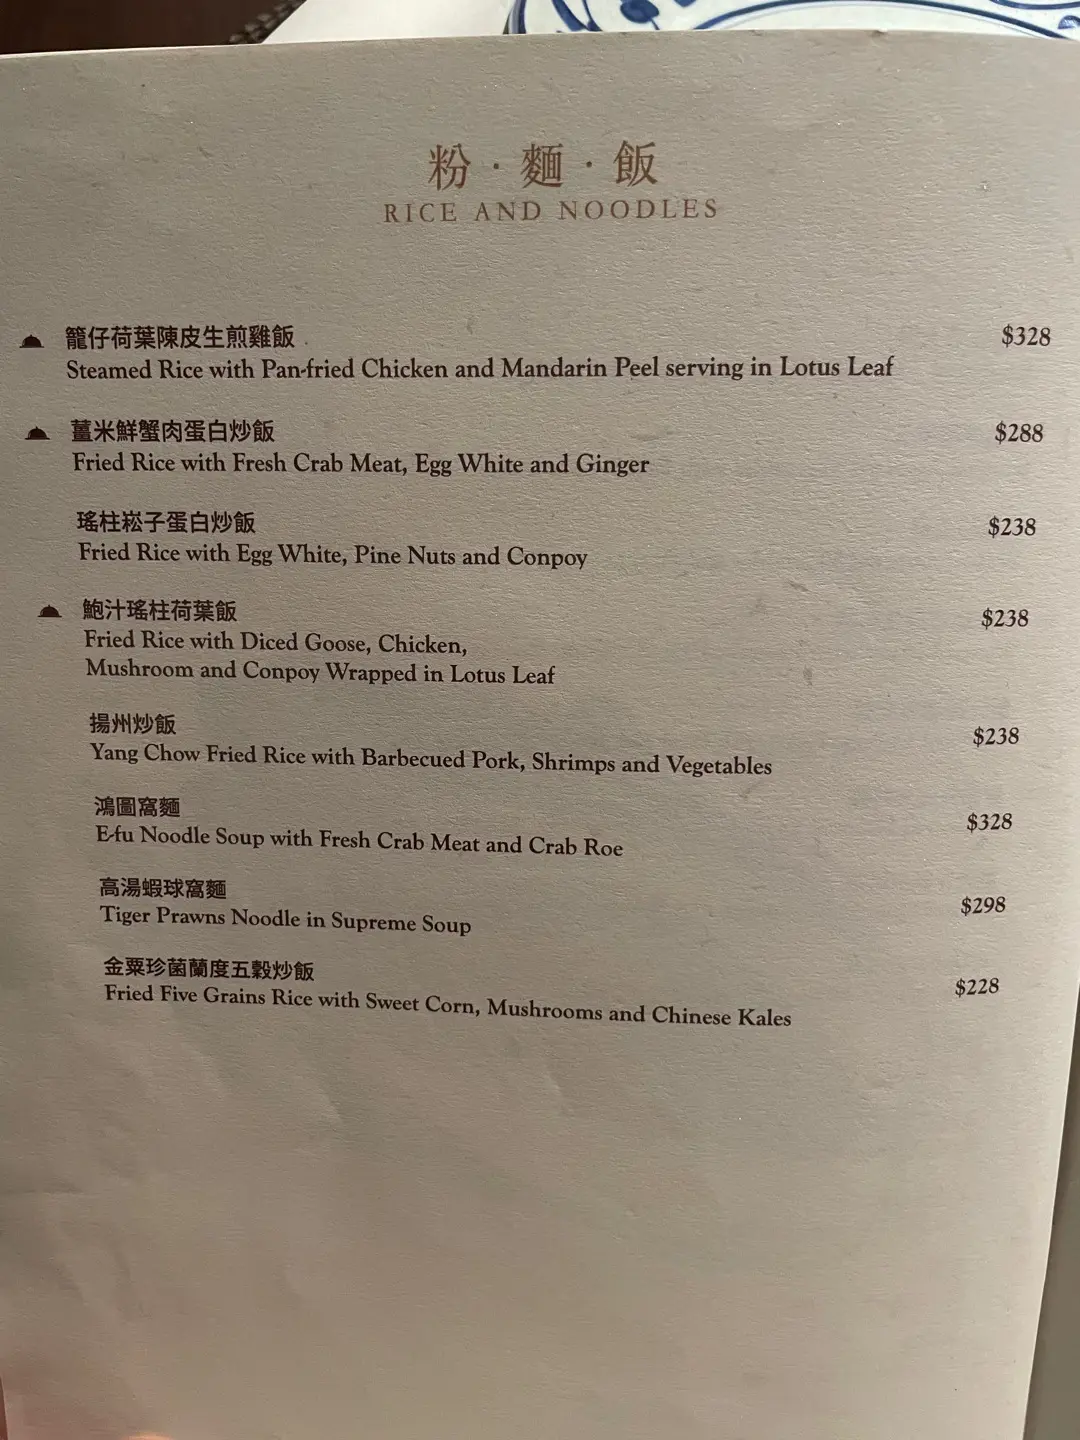 粉·麵·飯
RICE AND NOODLES
籠仔荷葉陳皮生煎雞飯 $328
Steamed Rice with Pan-fried Chicken and Mandarin Peel serving in Lotus Leaf
薑米鮮蟹肉蛋白炒飯 $288
Fried Rice with Fresh Crab Meat, Egg White and Ginger
瑤柱崧子蛋白炒飯 $238
Fried Rice with Egg White, Pine Nuts and Conpoy
鮑汁瑤柱荷葉飯 $238
Fried Rice with Diced Goose, Chicken,
Mushroom and Conpoy Wrapped in Lotus Leaf
揚州炒飯 $238
Yang Chow Fried Rice with Barbecued Pork, Shrimps and Vegetables
鴻圖窩麵 $328
E-fu Noodle Soup with Fresh Crab Meat and Crab Roe
高湯蝦球窩麵 $298
Tiger Prawns Noodle in Supreme Soup
金粟珍菌蘭度五穀炒飯 $228
Fried Five Grains Rice with Sweet Corn, Mushrooms and Chinese Kales